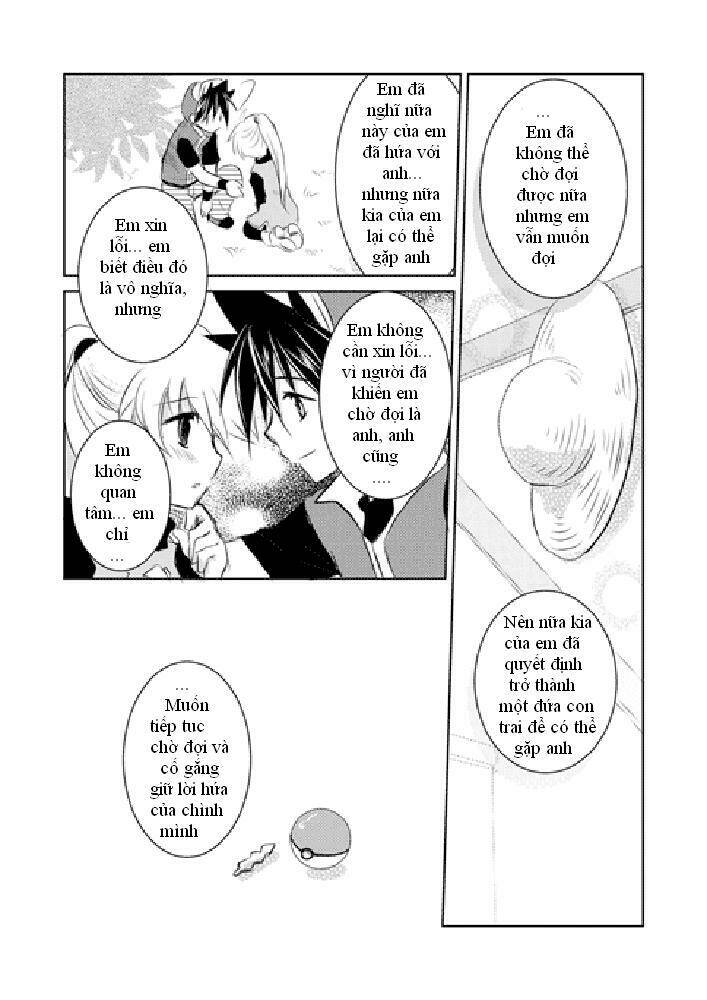 ...
Em đã
không thể
chờ đợi
được nữa
nhưng em
vẫn muốn
đợi
Nên nữa kia
của em đã
quyết định
trở thành
một đứa con
trai để có thể
gặp anh
Em đã
nghĩ nữa
này của em
đã hứa với
anh...
nhưng nữa
kia của em
lại có thể
gặp anh
Em xin
lỗi... em
biết điều đó
là vô nghĩa,
nhưng
Em không
cần xin lỗi...
vì người đã
khiến em
chờ đợi là
anh, anh
cũng
....
Em
không
quan
tâm... em
chỉ
...
...
Muốn
tiếp tuc
chờ đợi và
cố gắng
giữ lời hứa
của chình
mình